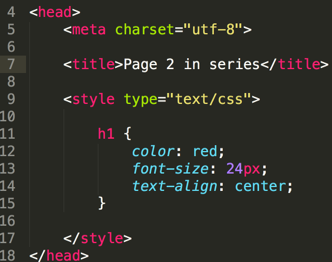 4 <head>
5 <meta charset="utf-8">
6
7 <title>Page 2 in series</title>
8
9 <style type="text/css">
10
11 h1 {
12 color: red;
13 font-size: 24px;
14 text-align: center;
15 }
16
17 </style>
18 </head>